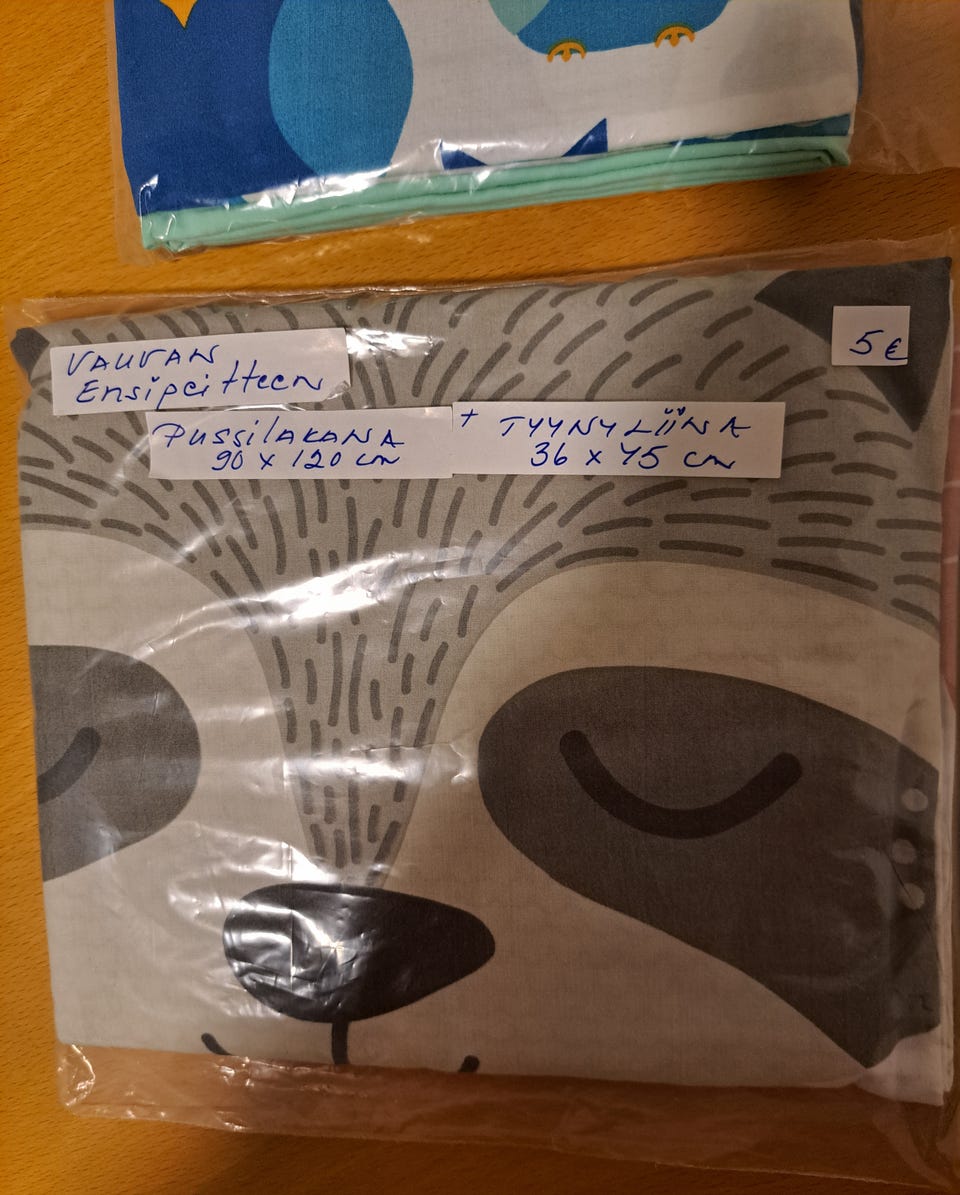 VAUVAN
Ensipeitteen
5 €
PUSSILAKANA
90 x 120 cm
+ TYYNYLiiNA
36 x 45 cm